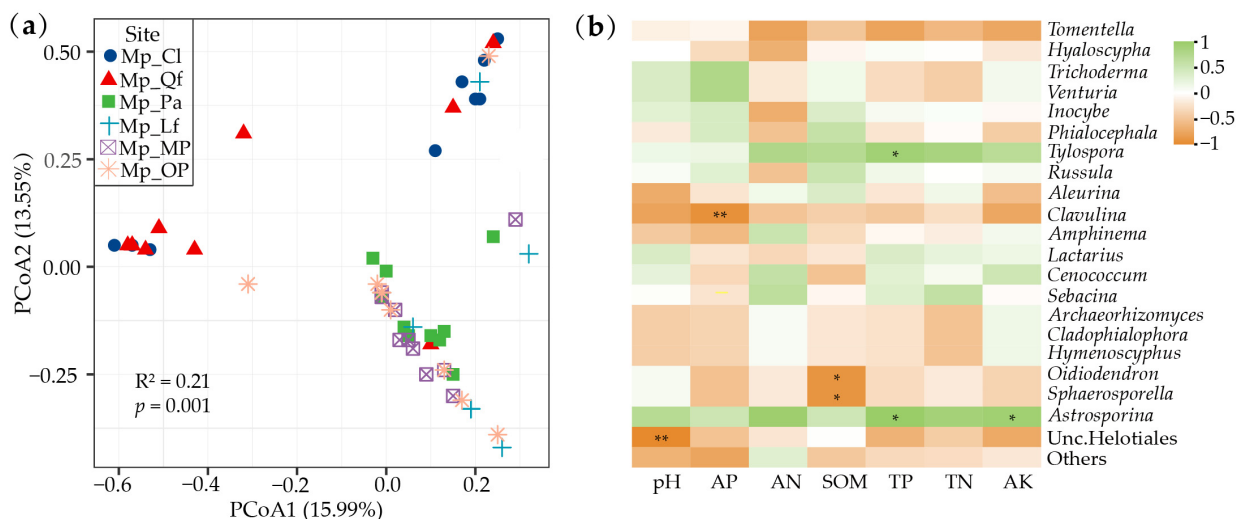 (a)
Site
Mp_Cl
Mp_Qf
Mp_Pa
Mp_Lf
Mp_MP
Mp_OP
0.50
0.25
0.00
−0.25
PCoA2 (13.55%)
R² = 0.21
p = 0.001
−0.6
−0.4
−0.2
0.0
0.2
PCoA1 (15.99%)
(b)
Tomentella
Hyaloscypha
Trichoderma
Venturia
Inocybe
Phialocephala
* Tylospora
Russula
Aleurina
** Clavulina
Amphinema
Lactarius
Cenococcum
Sebacina
Archaeorhizomyces
Cladophialophora
Hymenoscyphus
* Oidiodendron
* Sphaerosporella
* * Astrosporina
** Unc.Helotiales
Others
pH AP AN SOM TP TN AK
1
0.5
0
−0.5
−1